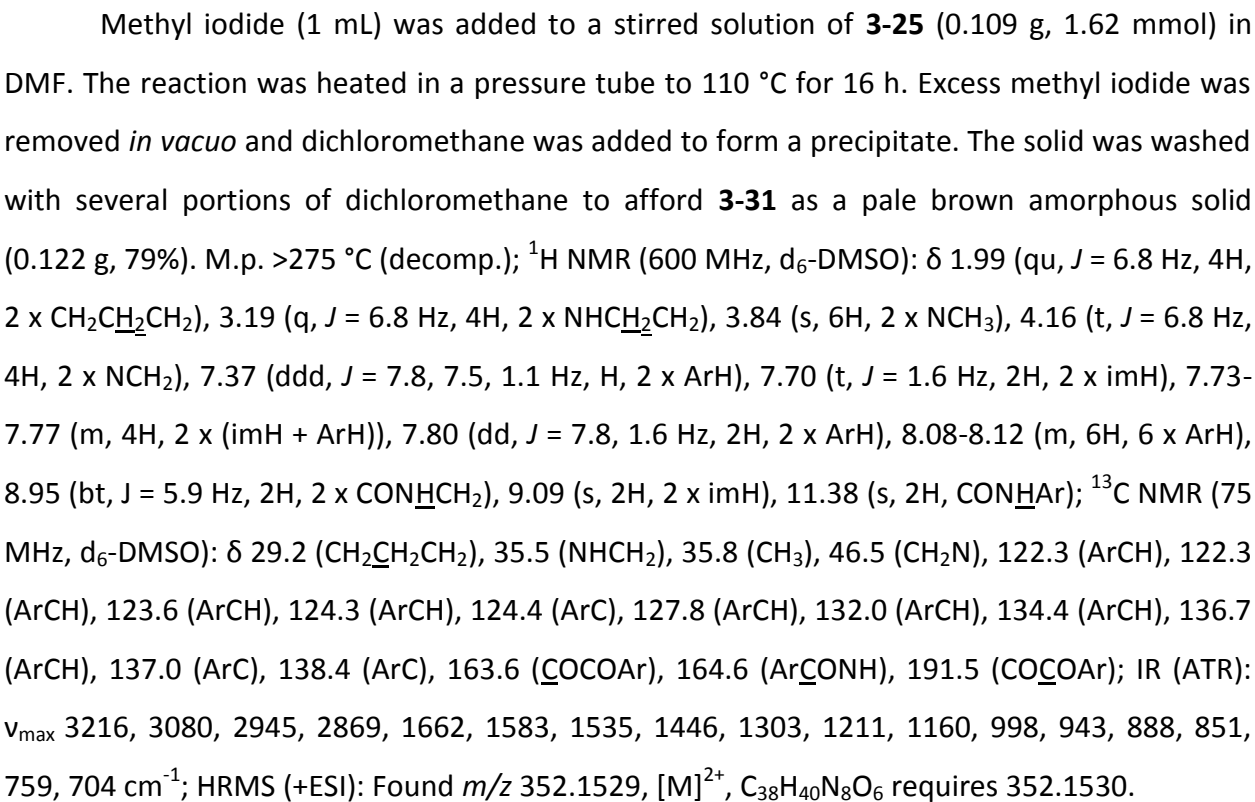 Methyl iodide (1 mL) was added to a stirred solution of 3-25 (0.109 g, 1.62 mmol) in
DMF. The reaction was heated in a pressure tube to 110 °C for 16 h. Excess methyl iodide was
removed in vacuo and dichloromethane was added to form a precipitate. The solid was washed
with several portions of dichloromethane to afford 3-31 as a pale brown amorphous solid
(0.122 g, 79%). M.p. >275 °C (decomp.); ¹H NMR (600 MHz, d₆-DMSO): δ 1.99 (qu, J = 6.8 Hz, 4H,
2 x CH₂CH₂CH₂), 3.19 (q, J = 6.8 Hz, 4H, 2 x NHCH₂CH₂), 3.84 (s, 6H, 2 x NCH₃), 4.16 (t, J = 6.8 Hz,
4H, 2 x NCH₂), 7.37 (ddd, J = 7.8, 7.5, 1.1 Hz, H, 2 x ArH), 7.70 (t, J = 1.6 Hz, 2H, 2 x imH), 7.73-
7.77 (m, 4H, 2 x (imH + ArH)), 7.80 (dd, J = 7.8, 1.6 Hz, 2H, 2 x ArH), 8.08-8.12 (m, 6H, 6 x ArH),
8.95 (bt, J = 5.9 Hz, 2H, 2 x CONHCH₂), 9.09 (s, 2H, 2 x imH), 11.38 (s, 2H, CONHAr); ¹³C NMR (75
MHz, d₆-DMSO): δ 29.2 (CH₂CH₂CH₂), 35.5 (NHCH₂), 35.8 (CH₃), 46.5 (CH₂N), 122.3 (ArCH), 122.3
(ArCH), 123.6 (ArCH), 124.3 (ArCH), 124.4 (ArC), 127.8 (ArCH), 132.0 (ArCH), 134.4 (ArCH), 136.7
(ArCH), 137.0 (ArC), 138.4 (ArC), 163.6 (COCOAr), 164.6 (ArCONH), 191.5 (COCOAr); IR (ATR):
νmax 3216, 3080, 2945, 2869, 1662, 1583, 1535, 1446, 1303, 1211, 1160, 998, 943, 888, 851,
759, 704 cm⁻¹; HRMS (+ESI): Found m/z 352.1529, [M]²⁺, C₃₈H₄₀N₈O₆ requires 352.1530.